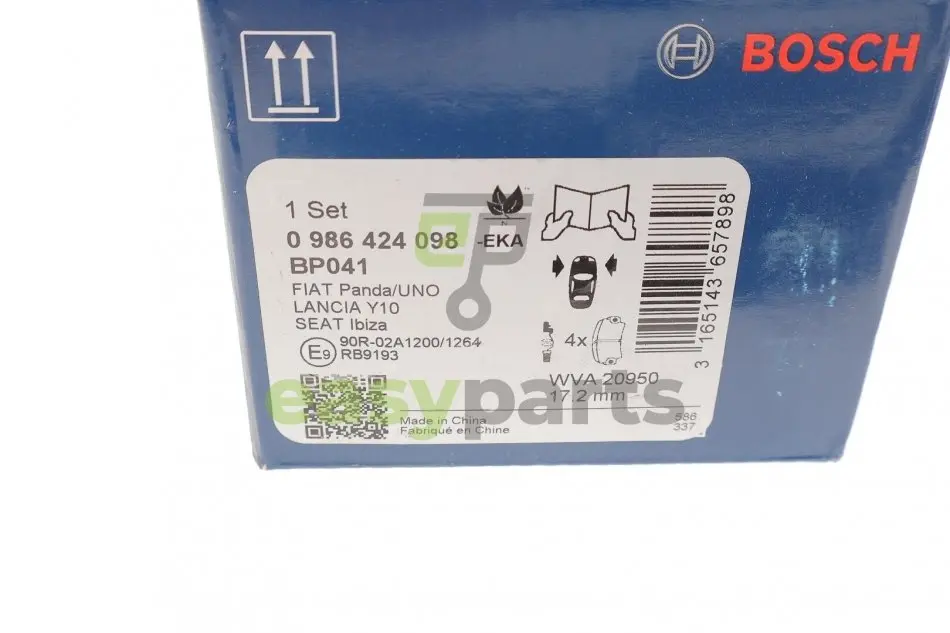 BOSCH
1 Set
0 986 424 098 -EKA
BP041
FIAT Panda/UNO
LANCIA Y10
SEAT Ibiza
E9 90R-02A1200/1264
RB9193
4x
WVA 20950
17.2 mm
Made in China
Fabriqué en Chine
586
337
3 165143 657898
ep
easyparts